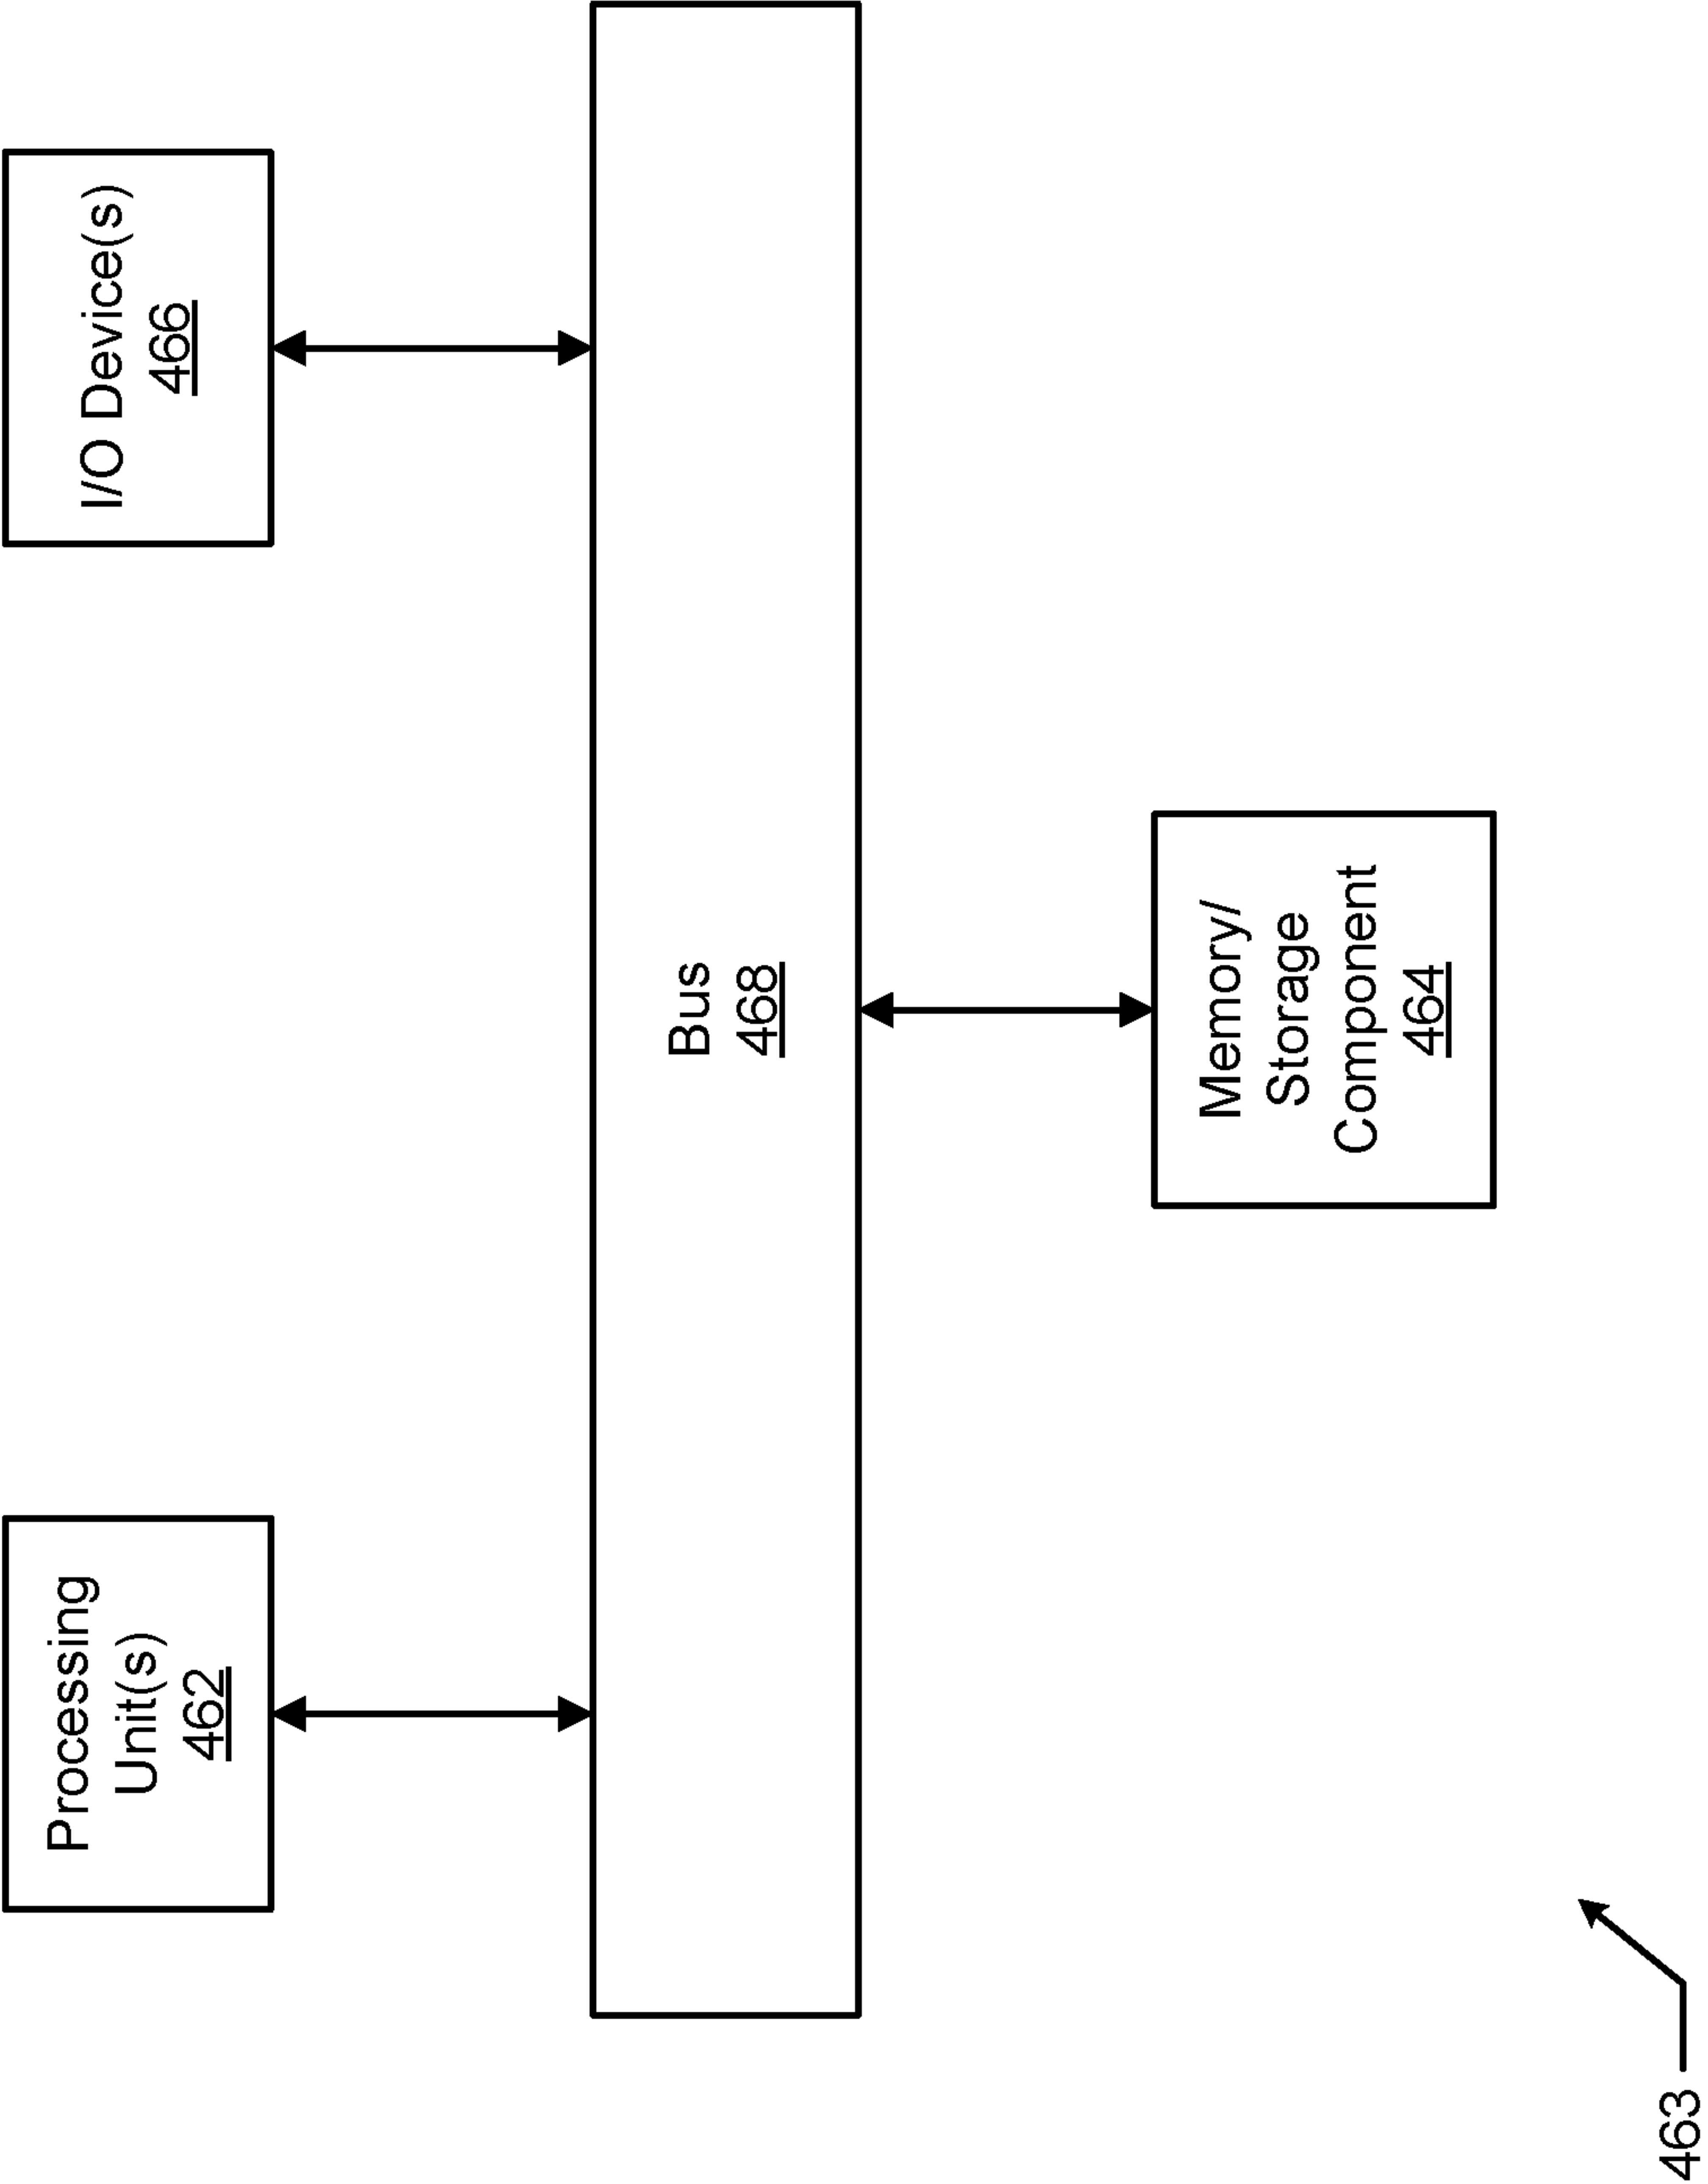 Processing
Unit(s)
462
I/O Device(s)
466
Bus
468
Memory/
Storage
Component
464
463